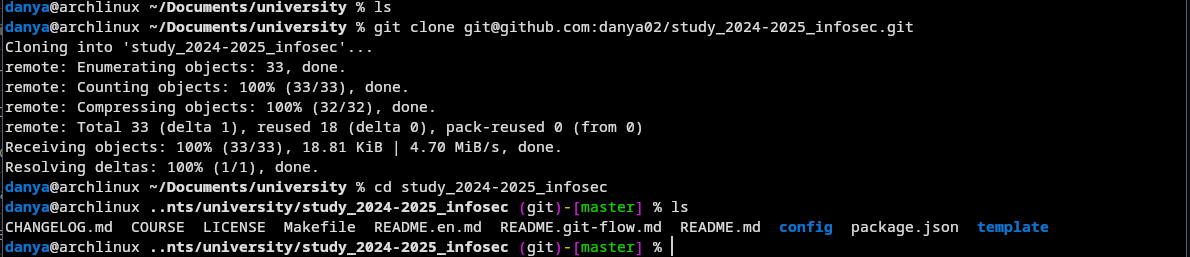 danya@archlinux ~/Documents/university % ls
danya@archlinux ~/Documents/university % git clone git@github.com:danya02/study_2024-2025_infosec.git
Cloning into 'study_2024-2025_infosec'...
remote: Enumerating objects: 33, done.
remote: Counting objects: 100% (33/33), done.
remote: Compressing objects: 100% (32/32), done.
remote: Total 33 (delta 1), reused 18 (delta 0), pack-reused 0 (from 0)
Receiving objects: 100% (33/33), 18.81 KiB | 4.70 MiB/s, done.
Resolving deltas: 100% (1/1), done.
danya@archlinux ~/Documents/university % cd study_2024-2025_infosec
danya@archlinux ..nts/university/study_2024-2025_infosec (git)-[master] % ls
CHANGELOG.md  COURSE  LICENSE  Makefile  README.en.md  README.git-flow.md  README.md  config  package.json  template
danya@archlinux ..nts/university/study_2024-2025_infosec (git)-[master] %